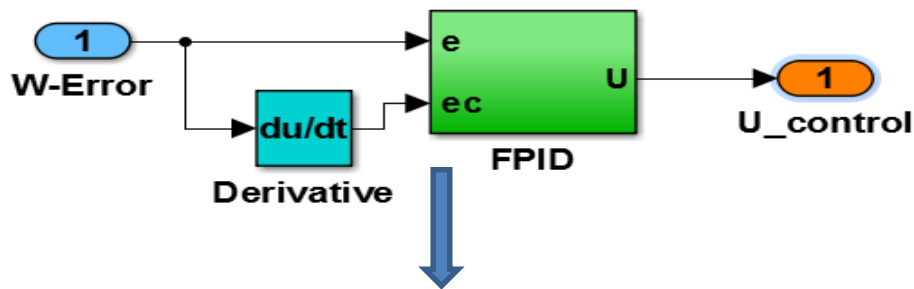 1
W-Error
du/dt
Derivative
e
ec
U
FPID
1
U_control